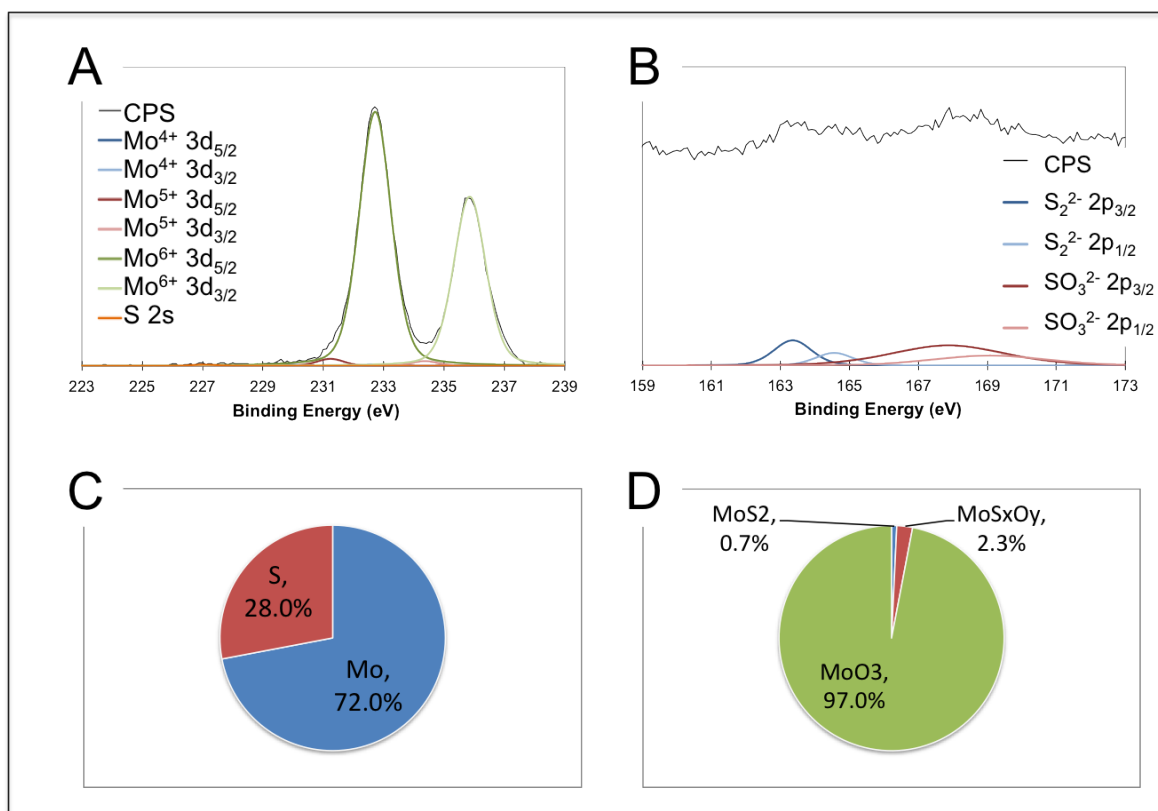 A
CPS
Mo⁴⁺ 3d₅/₂
Mo⁴⁺ 3d₃/₂
Mo⁵⁺ 3d₅/₂
Mo⁵⁺ 3d₃/₂
Mo⁶⁺ 3d₅/₂
Mo⁶⁺ 3d₃/₂
S 2s
223 225 227 229 231 233 235 237 239
Binding Energy (eV)
B
CPS
S₂²⁻ 2p₃/₂
S₂²⁻ 2p₁/₂
SO₃²⁻ 2p₃/₂
SO₃²⁻ 2p₁/₂
159 161 163 165 167 169 171 173
Binding Energy (eV)
C
S,
28.0%
Mo,
72.0%
D
MoS2,
0.7%
MoSxOy,
2.3%
MoO3,
97.0%